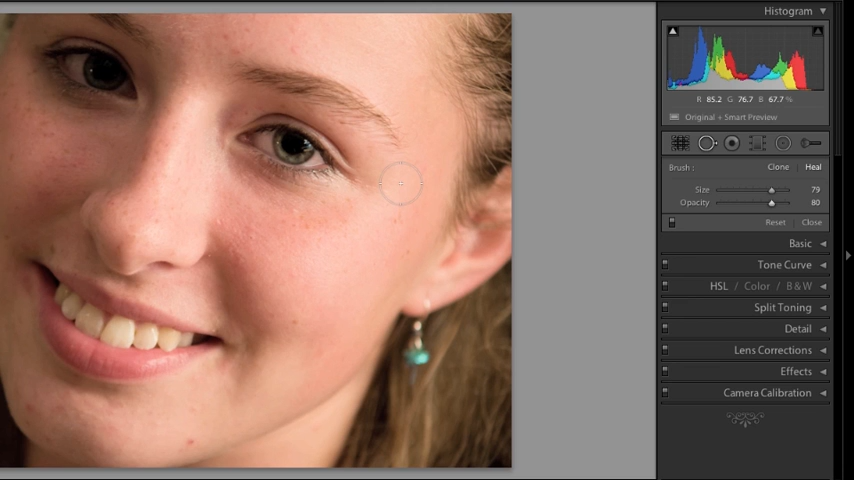 Histogram
R 85.2 G 76.7 B 67.7 %
Original + Smart Preview
Brush : Clone Heal
Size 79
Opacity 80
Reset Close
Basic
Tone Curve
HSL / Color / B & W
Split Toning
Detail
Lens Corrections
Effects
Camera Calibration